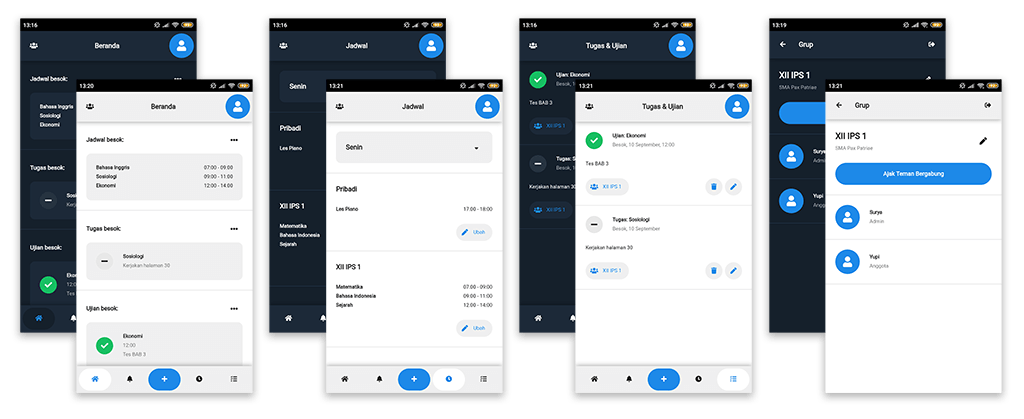 13:16
Beranda
Jadwal besok:
Bahasa Inggris
Sosiologi
Ekonomi
Tugas besok:
Sosi
Kerj
Ujian besok:
Eko
12:0
Tes
13:20
Beranda
Jadwal besok:
Bahasa Inggris 07:00 - 09:00
Sosiologi 09:00 - 11:00
Ekonomi 12:00 - 14:00
Tugas besok:
Sosiologi
Kerjakan halaman 30
Ujian besok:
Ekonomi
12:00
Tes BAB 3
13:16
Jadwal
Senin
Pribadi
Les Piano
XII IPS 1
Matematika
Bahasa Indonesia
Sejarah
13:21
Jadwal
Senin
Pribadi
Les Piano 17:00 - 18:00
Ubah
XII IPS 1
Matematika 07:00 - 09:00
Bahasa Indonesia 09:00 - 11:00
Sejarah 12:00 - 14:00
Ubah
13:16
Tugas & Ujian
Ujian: Ekonomi
Besok, 10 September, 12:00
Tes BAB 3
XII IPS 1
Tugas: S
Besok, 10
Kerjakan halaman
XII IPS 1
13:21
Tugas & Ujian
Ujian: Ekonomi
Besok, 10 September, 12:00
Tes BAB 3
XII IPS 1
Tugas: Sosiologi
Besok, 10 September
Kerjakan halaman 30
XII IPS 1
13:19
Grup
XII IPS 1
SMA Pax Patriae
Surya
Admin
Yupi
Anggota
13:21
Grup
XII IPS 1
SMA Pax Patriae
Ajak Teman Bergabung
Surya
Admin
Yupi
Anggota